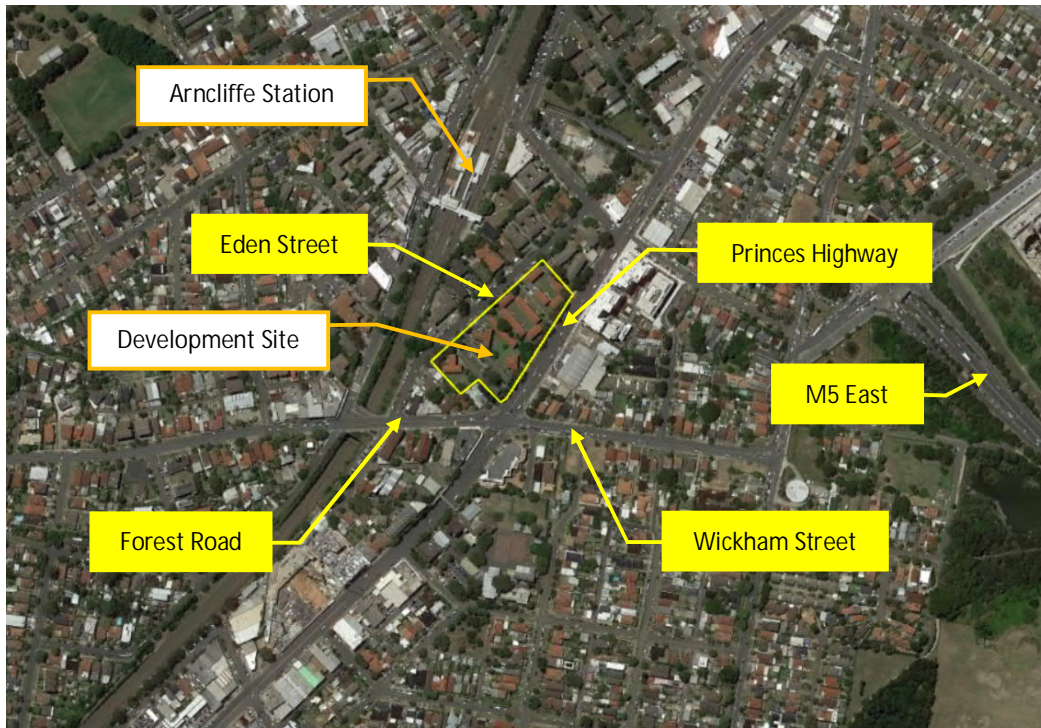 Arncliffe Station
Eden Street
Princes Highway
Development Site
M5 East
Forest Road
Wickham Street